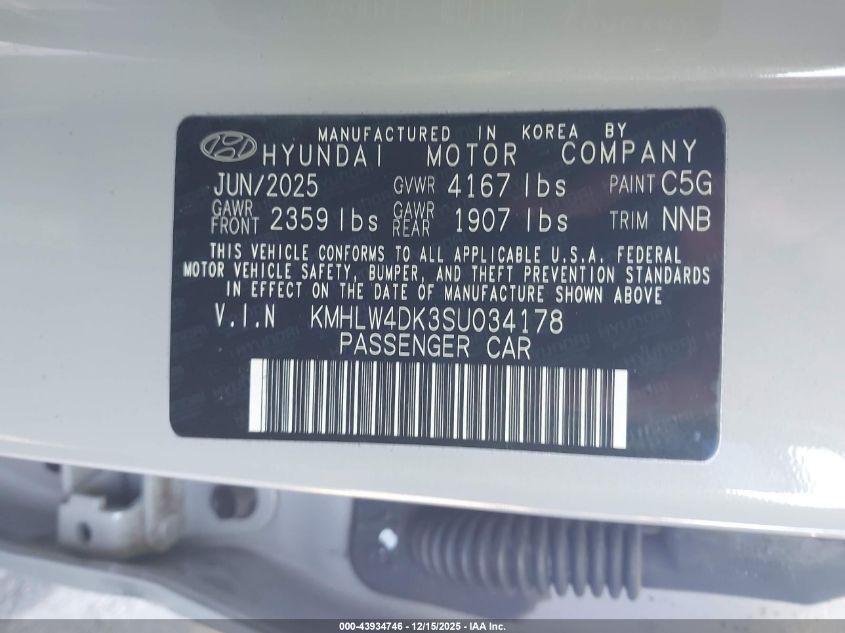 MANUFACTURED IN KOREA BY
HYUNDAI MOTOR COMPANY
JUN/2025 GVWR 4167 lbs PAINT C5G
GAWR FRONT 2359 lbs GAWR REAR 1907 lbs TRIM NNB
THIS VEHICLE CONFORMS TO ALL APPLICABLE U.S.A. FEDERAL
MOTOR VEHICLE SAFETY, BUMPER, AND THEFT PREVENTION STANDARDS
IN EFFECT ON THE DATE OF MANUFACTURE SHOWN ABOVE
V.I.N KMHLW4DK3SU034178
PASSENGER CAR
000-43934746 - 12/15/2025 - IAA Inc.